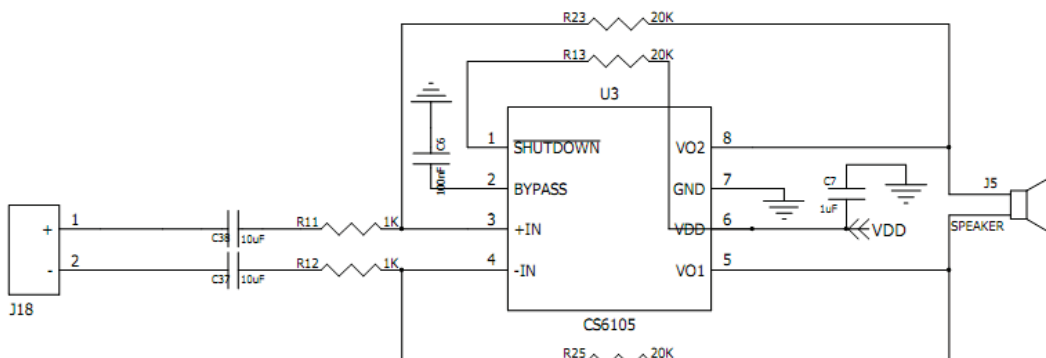 R23 20K
R13 20K
U3
C6
100nF
1 SHUTDOWN VO2 8
2 BYPASS GND 7
C7
1uF
J5
+ 1
C38 10uF
R11 1K
3 +IN VDD 6
VDD
SPEAKER
- 2
C37 10uF
R12 1K
4 -IN VO1 5
J18
CS6105
R25 20K